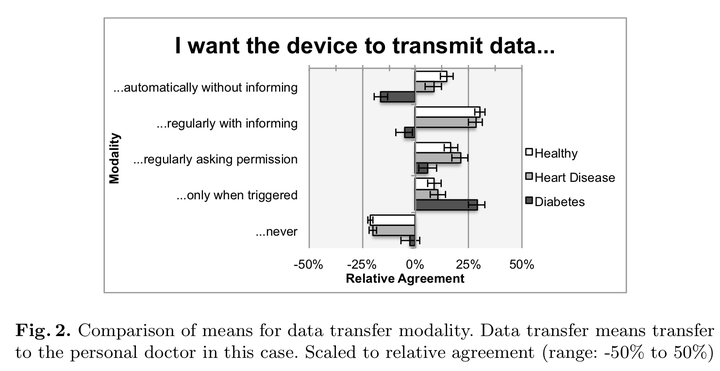 I want the device to transmit data...
...automatically without informing
...regularly with informing
...regularly asking permission
...only when triggered
...never
Modality
Healthy
Heart Disease
Diabetes
-50%
-25%
0%
25%
50%
Relative Agreement
Fig. 2. Comparison of means for data transfer modality. Data transfer means transfer
to the personal doctor in this case. Scaled to relative agreement (range: -50% to 50%)